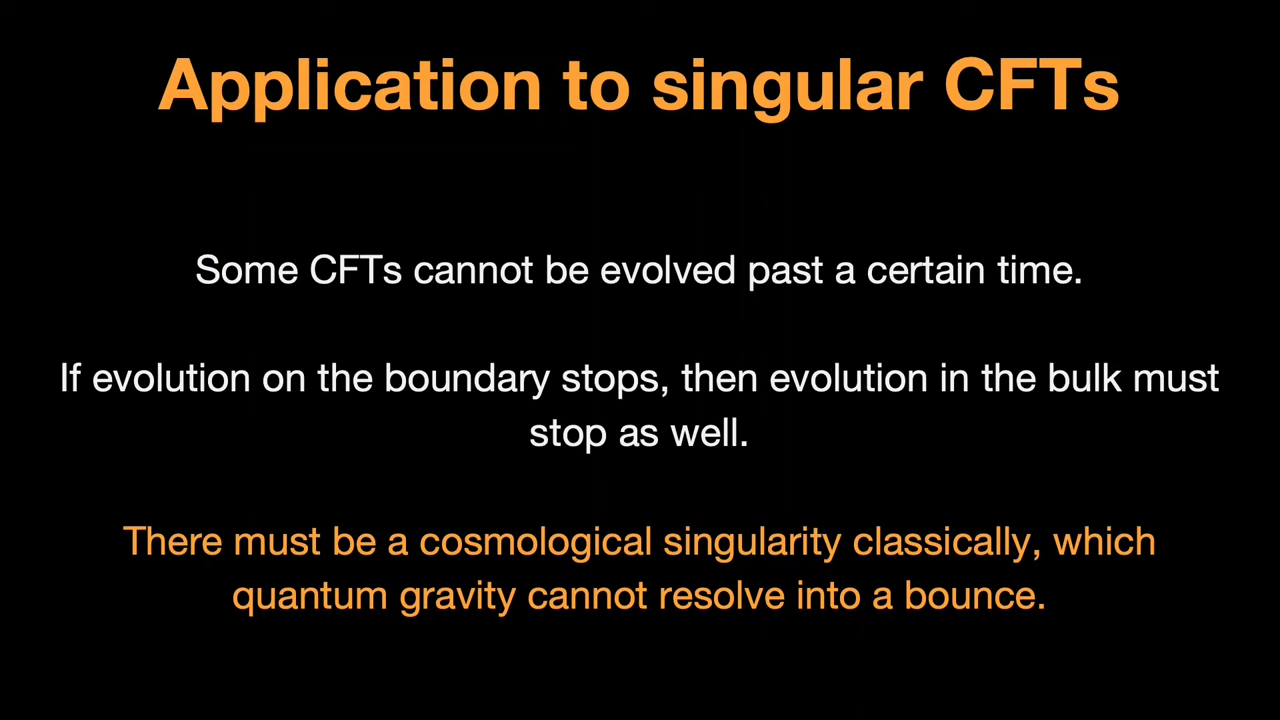 Application to singular CFTs
Some CFTs cannot be evolved past a certain time.
If evolution on the boundary stops, then evolution in the bulk must
stop as well.
There must be a cosmological singularity classically, which
quantum gravity cannot resolve into a bounce.